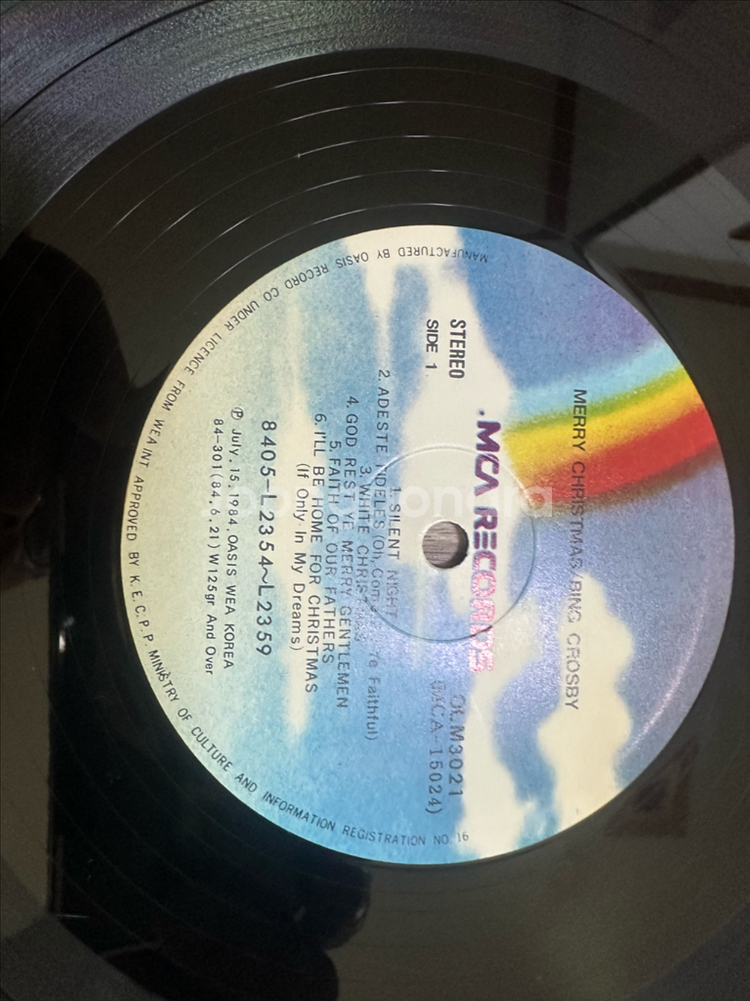 MERRY CHRISTMAS/BING CROSBY
MCA RECORDS
STEREO
SIDE 1
OLM3021
(MCA-15024)
1. SILENT NIGHT
2. ADESTE FIDELES (Oh, Come Ye Faithful)
3. WHITE CHRISTMAS
4. GOD REST YE MERRY GENTLEMEN
5. FAITH OF OUR FATHERS
6. I'LL BE HOME FOR CHRISTMAS
(If Only In My Dreams)
8405-L2354~L2359
Ⓟ July.15.1984.OASIS WEA KOREA
84-301(84.6.21) W125gr And Over
MANUFACTURED BY OASIS RECORD CO UNDER LICENCE FROM WEA INT APPROVED BY K.E.C.P.P. MINISTRY OF CULTURE AND INFORMATION REGISTRATION NO.16